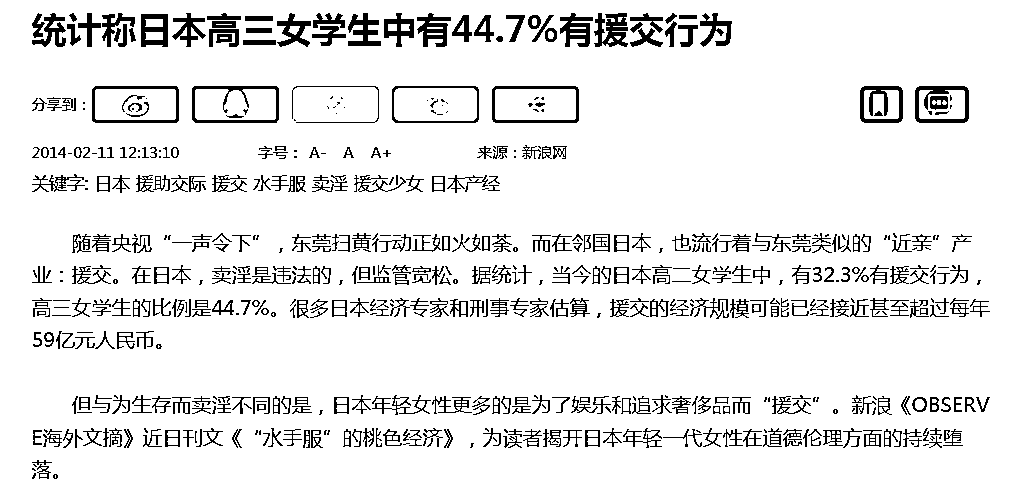 统计称日本高三女学生中有44.7%有援交行为
分享到：
2014-02-11 12:13:10 字号： A- A A+ 来源：新浪网
关键字: 日本 援助交际 援交 水手服 卖淫 援交少女 日本产经
随着央视“一声令下”，东莞扫黄行动正如火如荼。而在邻国日本，也流行着与东莞类似的“近亲”产
业：援交。在日本，卖淫是违法的，但监管宽松。据统计，当今的日本高二女学生中，有32.3%有援交行为，
高三女学生的比例是44.7%。很多日本经济专家和刑事专家估算，援交的经济规模可能已经接近甚至超过每年
59亿元人民币。
但与为生存而卖淫不同的是，日本年轻女性更多的是为了娱乐和追求奢侈品而“援交”。新浪《OBSERV
E海外文摘》近日刊文《“水手服”的桃色经济》，为读者揭开日本年轻一代女性在道德伦理方面的持续堕
落。